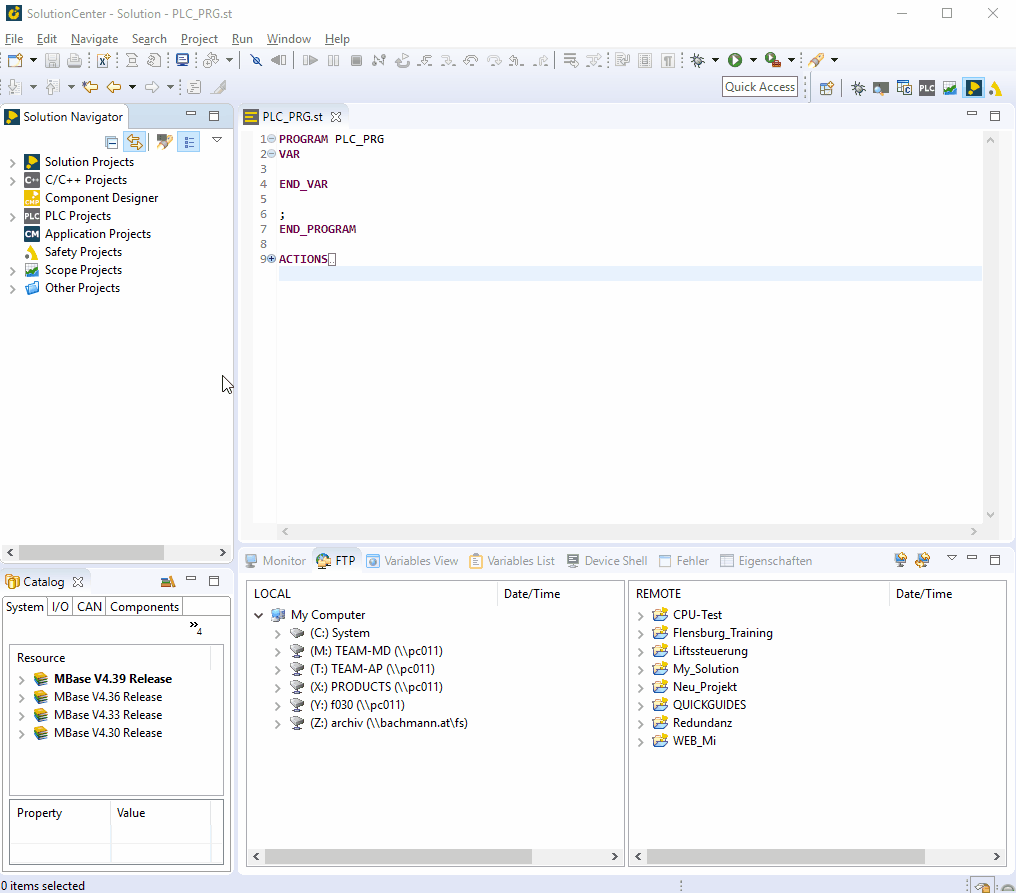 SolutionCenter - Solution - PLC_PRG.st
File Edit Navigate Search Project Run Window Help
Quick Access
PLC
Solution Navigator
Solution Projects
C++ C/C++ Projects
CMP Component Designer
PLC PLC Projects
CM Application Projects
Safety Projects
Scope Projects
Other Projects
PLC_PRG.st
1 PROGRAM PLC_PRG
2 VAR
3
4 END_VAR
5
6 ;
7 END_PROGRAM
8
9 ACTIONS..
Catalog
System I/O CAN Components
»4
Resource
MBase V4.39 Release
MBase V4.36 Release
MBase V4.33 Release
MBase V4.30 Release
Property Value
Monitor FTP Variables View Variables List Device Shell Fehler Eigenschaften
LOCAL Date/Time
My Computer
(C:) System
(M:) TEAM-MD (\\pc011)
(T:) TEAM-AP (\\pc011)
(X:) PRODUCTS (\\pc011)
(Y:) f030 (\\pc011)
(Z:) archiv (\\bachmann.at\fs)
REMOTE Date/Time
CPU-Test
Flensburg_Training
Liftssteuerung
My_Solution
Neu_Projekt
QUICKGUIDES
Redundanz
WEB_Mi
0 items selected